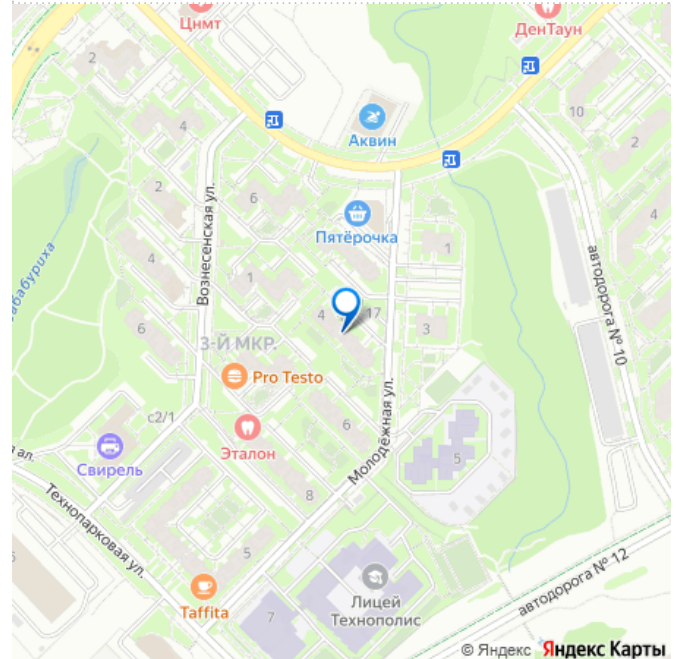 Цнмт
ДенТаун
2
4
Аквин
10
2
2
6
Вознесенская ул.
Пятёрочка
1
4
4
1
автодорога № 10
6
4
17
3
3-Й МКР.
Pro Testo
с2/1
Эталон
6
Молодёжная ул.
5
Свирель
ал.
Технопарковая ул.
8
5
Taffita
7
Лицей
Технополис
автодорога № 12
© Яндекс Яндекс Карты